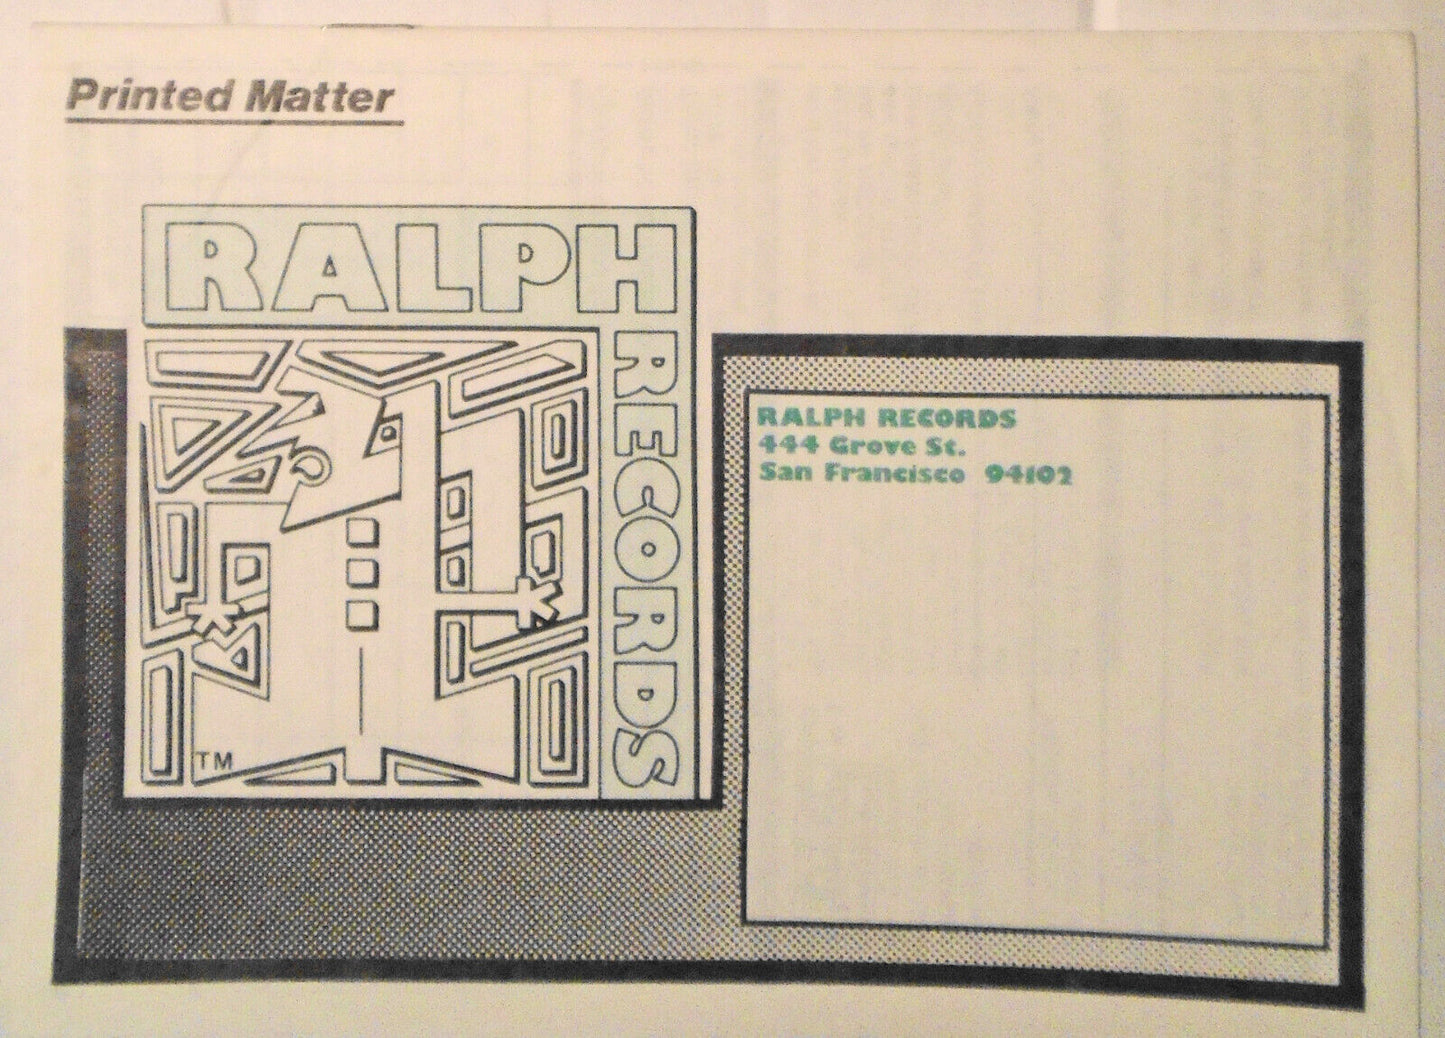 Printed Matter
RALPH
RECORDS
TM
RALPH RECORDS
444 Grove St.
San Francisco 94102